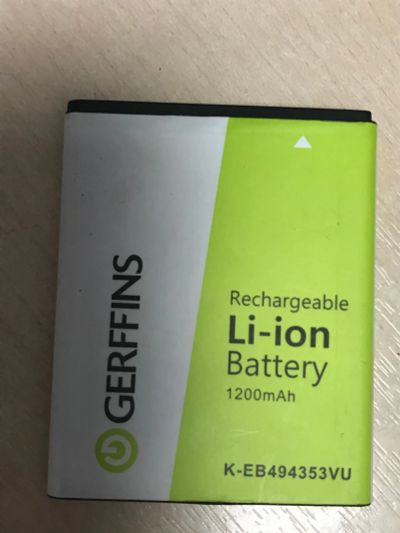 GERFFINS
Rechargeable
Li-ion
Battery
1200mAh
K-EB494353VU